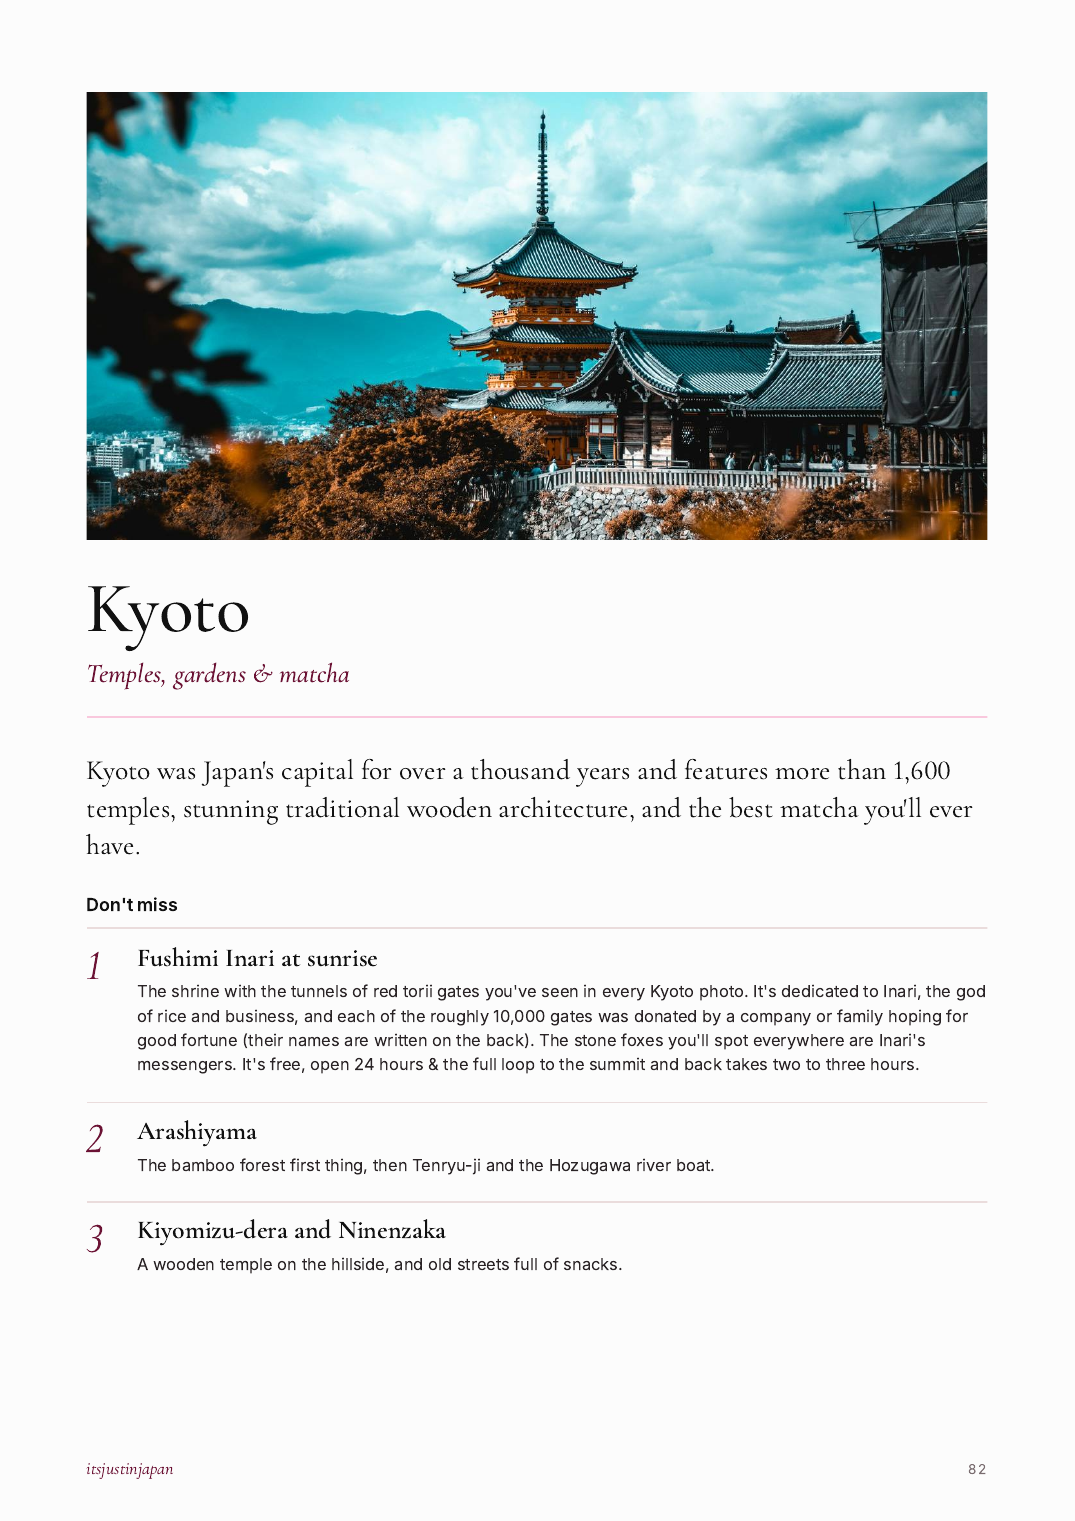 Kyoto
Temples, gardens & matcha
Kyoto was Japan's capital for over a thousand years and features more than 1,600
temples, stunning traditional wooden architecture, and the best matcha you'll ever
have.
Don't miss
1
Fushimi Inari at sunrise
The shrine with the tunnels of red torii gates you've seen in every Kyoto photo. It's dedicated to Inari, the god
of rice and business, and each of the roughly 10,000 gates was donated by a company or family hoping for
good fortune (their names are written on the back). The stone foxes you'll spot everywhere are Inari's
messengers. It's free, open 24 hours & the full loop to the summit and back takes two to three hours.
2
Arashiyama
The bamboo forest first thing, then Tenryu-ji and the Hozugawa river boat.
3
Kiyomizu-dera and Ninenzaka
A wooden temple on the hillside, and old streets full of snacks.
itsjustinjapan
82